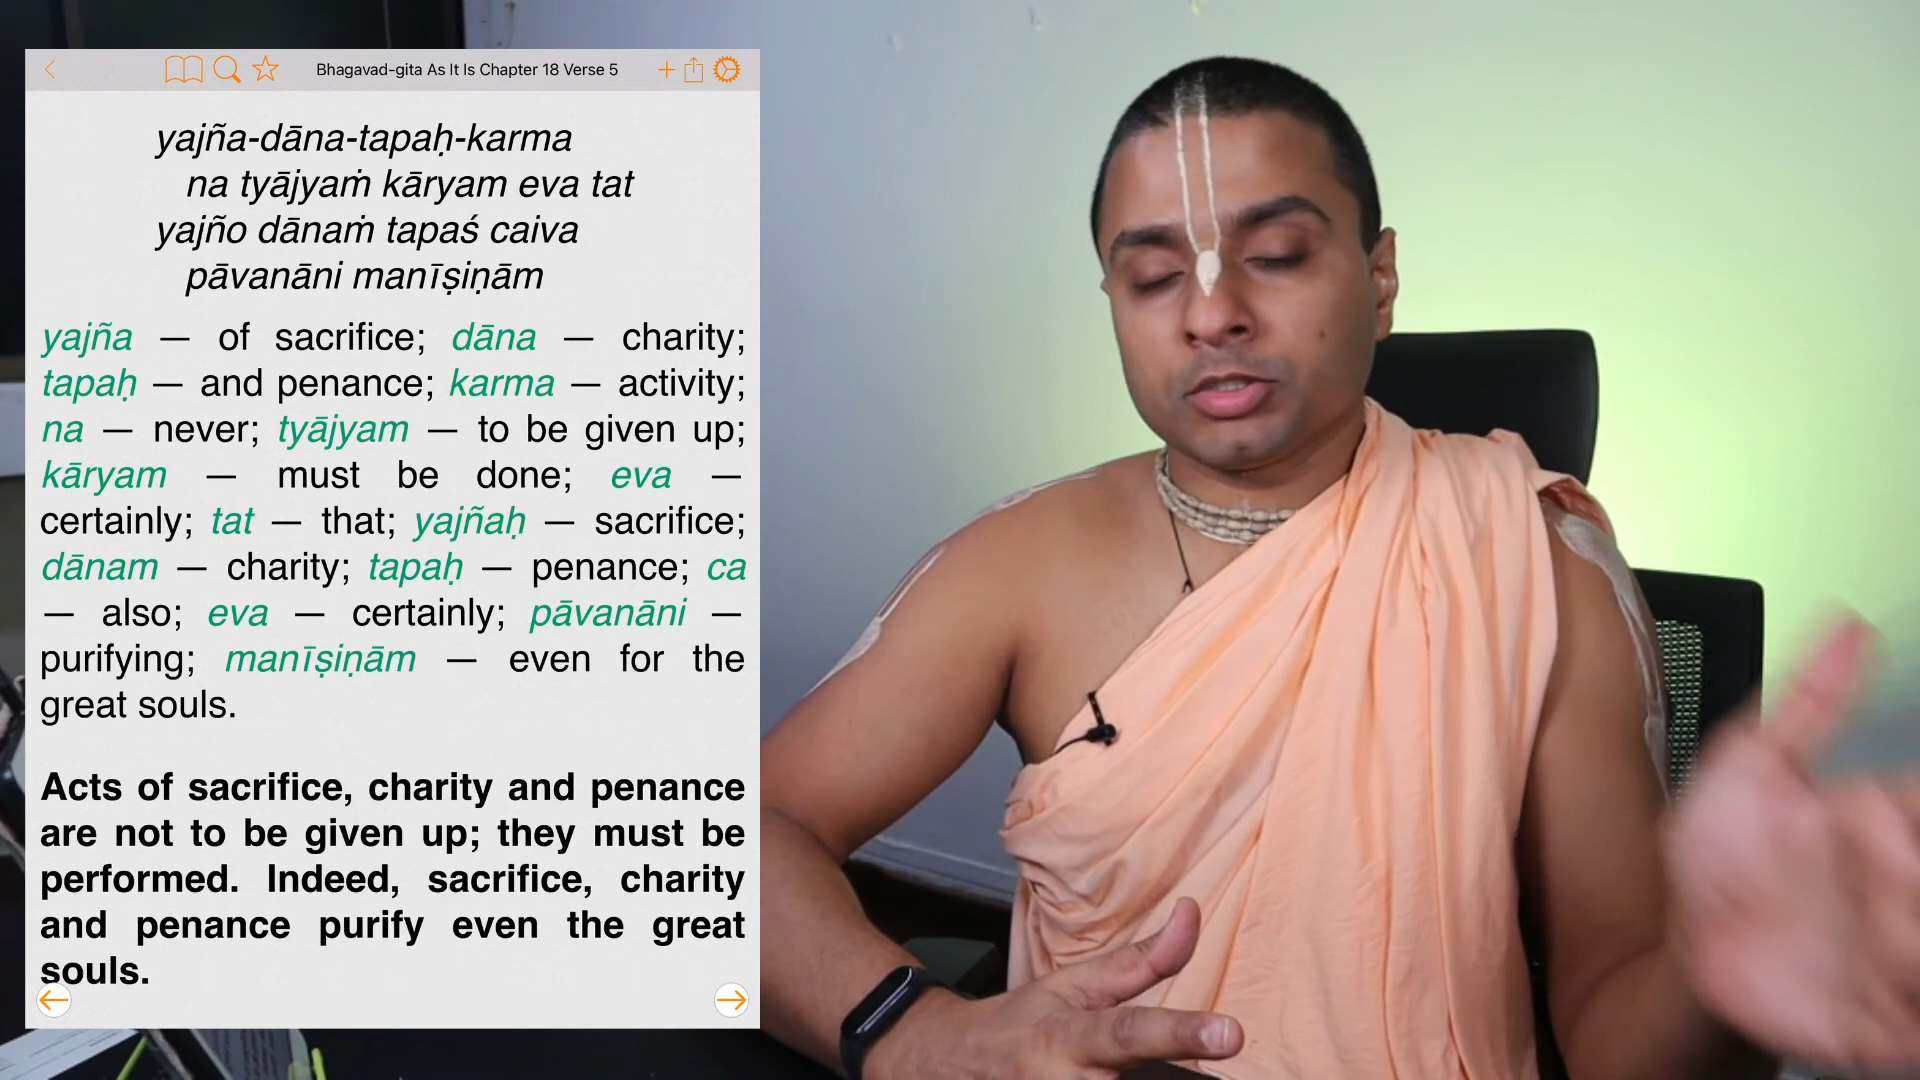 Bhagavad-gita As It Is Chapter 18 Verse 5
yajña-dāna-tapaḥ-karma
na tyājyaṁ kāryam eva tat
yajño dānaṁ tapaś caiva
pāvanāni manīṣiṇām
yajña — of sacrifice; dāna — charity;
tapaḥ — and penance; karma — activity;
na — never; tyājyam — to be given up;
kāryam — must be done; eva —
certainly; tat — that; yajñaḥ — sacrifice;
dānam — charity; tapaḥ — penance; ca
— also; eva — certainly; pāvanāni —
purifying; manīṣiṇām — even for the
great souls.
Acts of sacrifice, charity and penance
are not to be given up; they must be
performed. Indeed, sacrifice, charity
and penance purify even the great
souls.